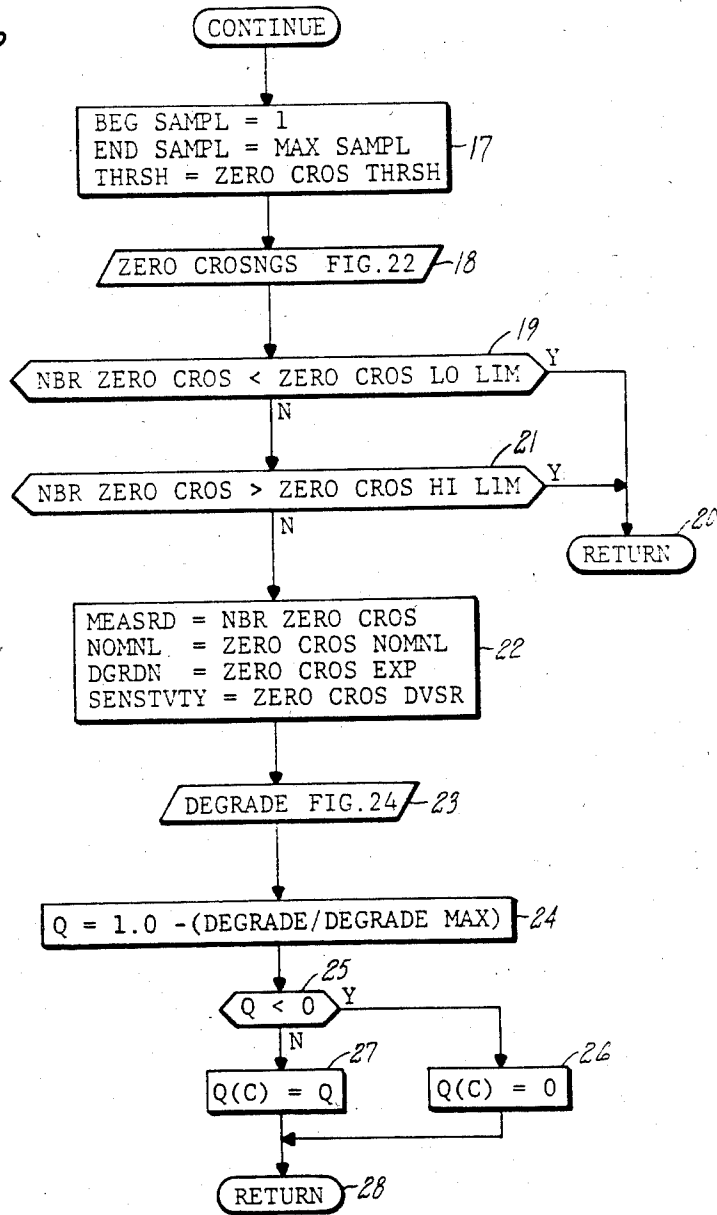 CONTINUE
BEG SAMPL = 1
END SAMPL = MAX SAMPL
THRSH = ZERO CROS THRSH
17
ZERO CROSNGS FIG.22
18
19
NBR ZERO CROS < ZERO CROS LO LIM
Y
N
21
NBR ZERO CROS > ZERO CROS HI LIM
Y
N
20
RETURN
MEASRD = NBR ZERO CROS
NOMNL = ZERO CROS NOMNL
DGRDN = ZERO CROS EXP
SENSTVTY = ZERO CROS DVSR
22
DEGRADE FIG.24
23
Q = 1.0 -(DEGRADE/DEGRADE MAX)
24
25
Q < 0
Y
N
27
Q(C) = Q
26
Q(C) = 0
RETURN
28